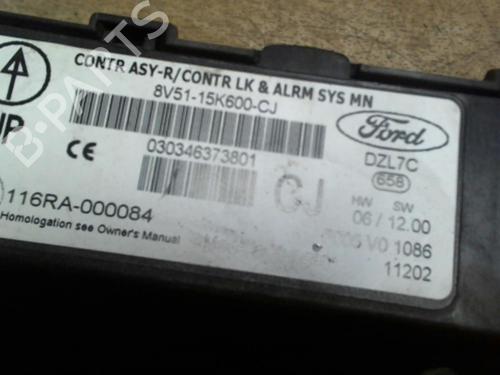 CONTR ASY-R/CONTR LK & ALRM SYS MN
8V51-15K600-CJ
Ford
DZL7C
658
030346373801
CJ
HW SW
06 / 12.00
V0 1086
11202
116RA-000084
Homologation see Owner's Manual
B-PARTS